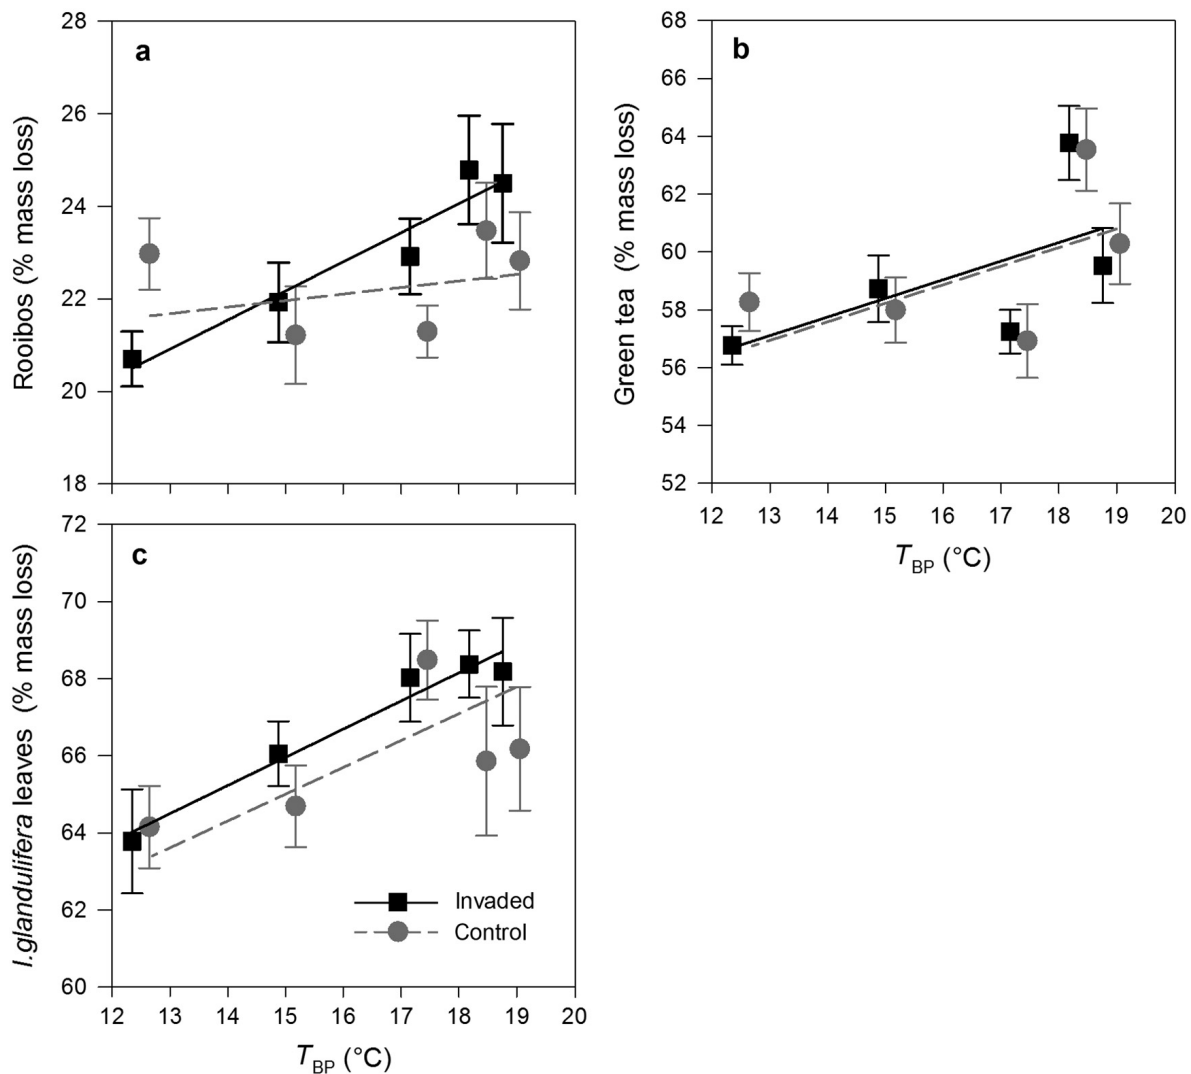 a
28
26
24
22
20
18
Rooibos (% mass loss)
b
68
66
64
62
60
58
56
54
52
Green tea (% mass loss)
12 13 14 15 16 17 18 19 20
T BP (°C)
c
72
70
68
66
64
62
60
I.glandulifera leaves (% mass loss)
Invaded
Control
12 13 14 15 16 17 18 19 20
T BP (°C)